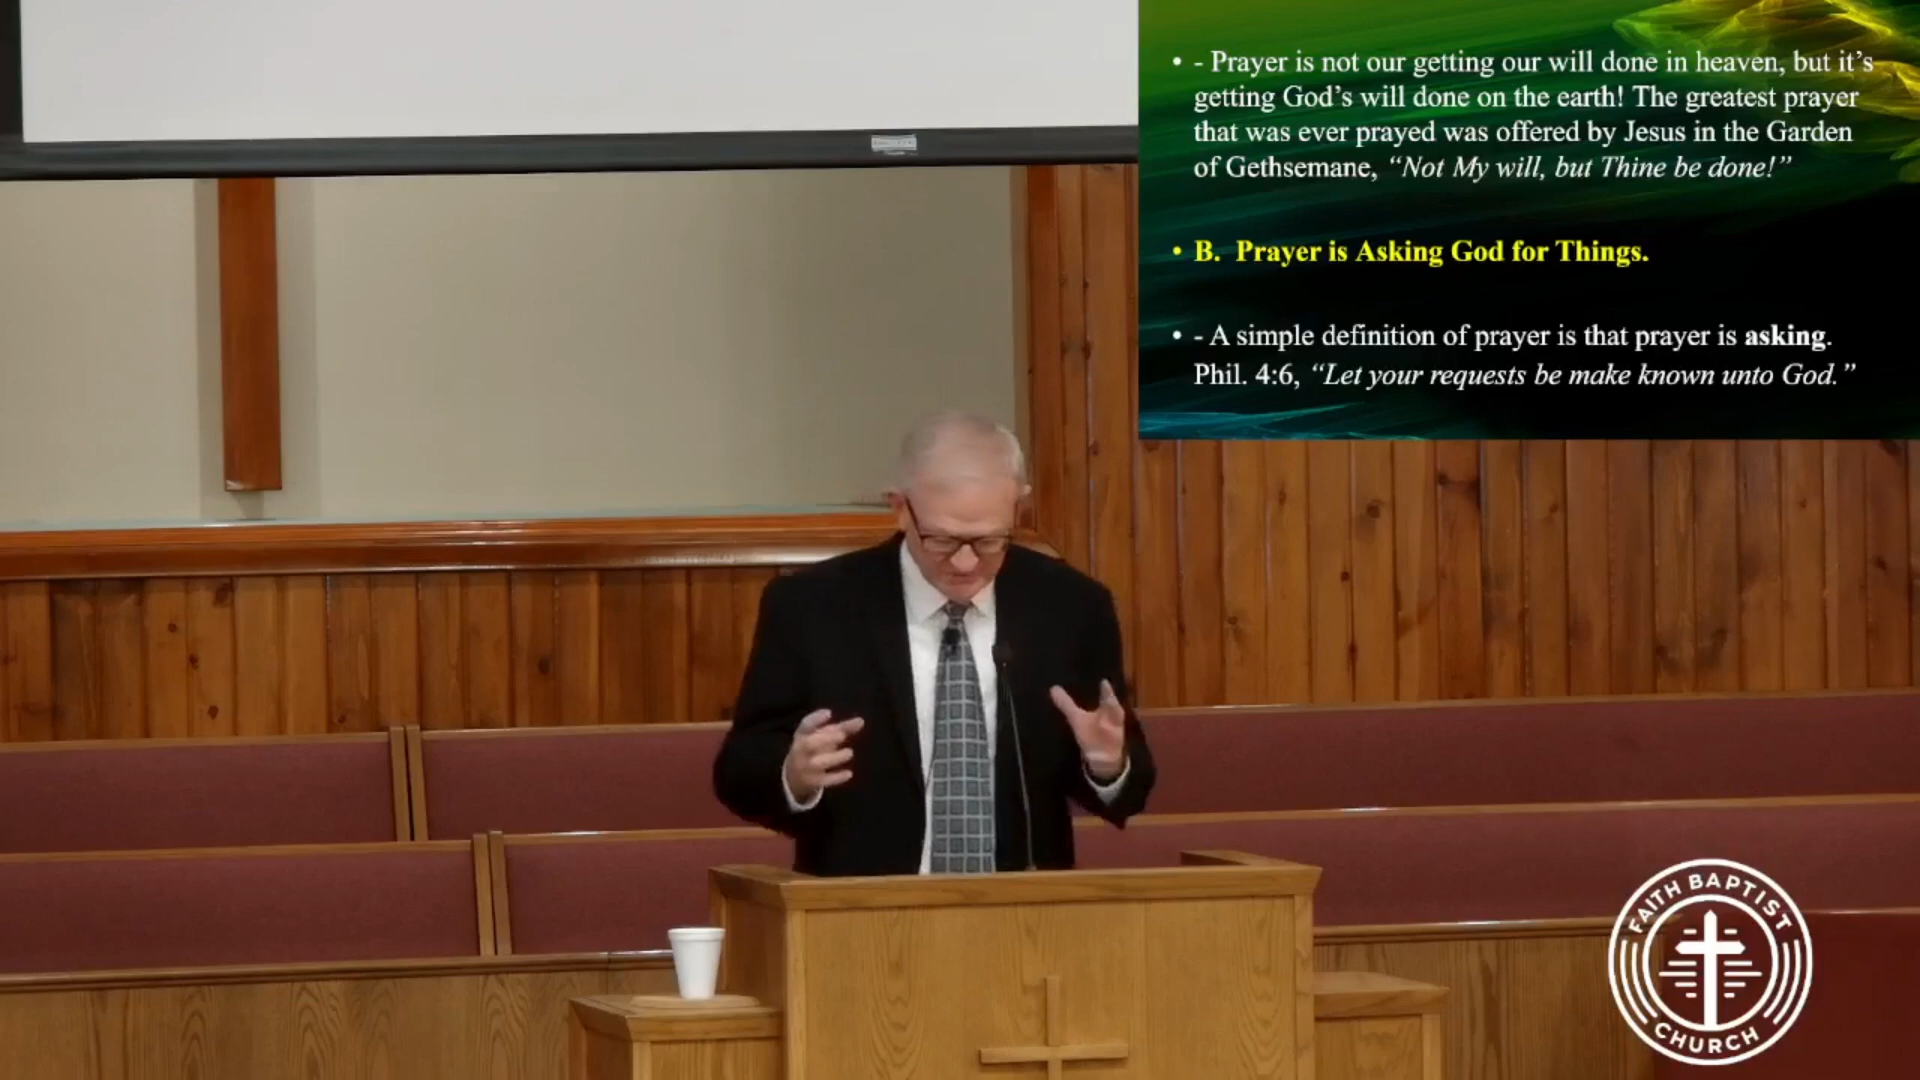 • - Prayer is not our getting our will done in heaven, but it’s
getting God’s will done on the earth! The greatest prayer
that was ever prayed was offered by Jesus in the Garden
of Gethsemane, “Not My will, but Thine be done!”
• B. Prayer is Asking God for Things.
• - A simple definition of prayer is that prayer is asking.
Phil. 4:6, “Let your requests be make known unto God.”
FAITH BAPTIST
CHURCH